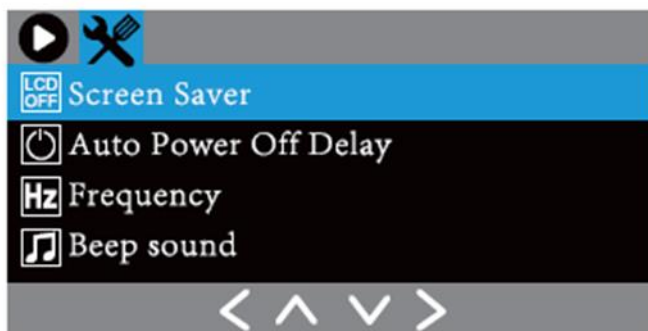 LCD OFF Screen Saver
Auto Power Off Delay
Hz Frequency
Beep sound